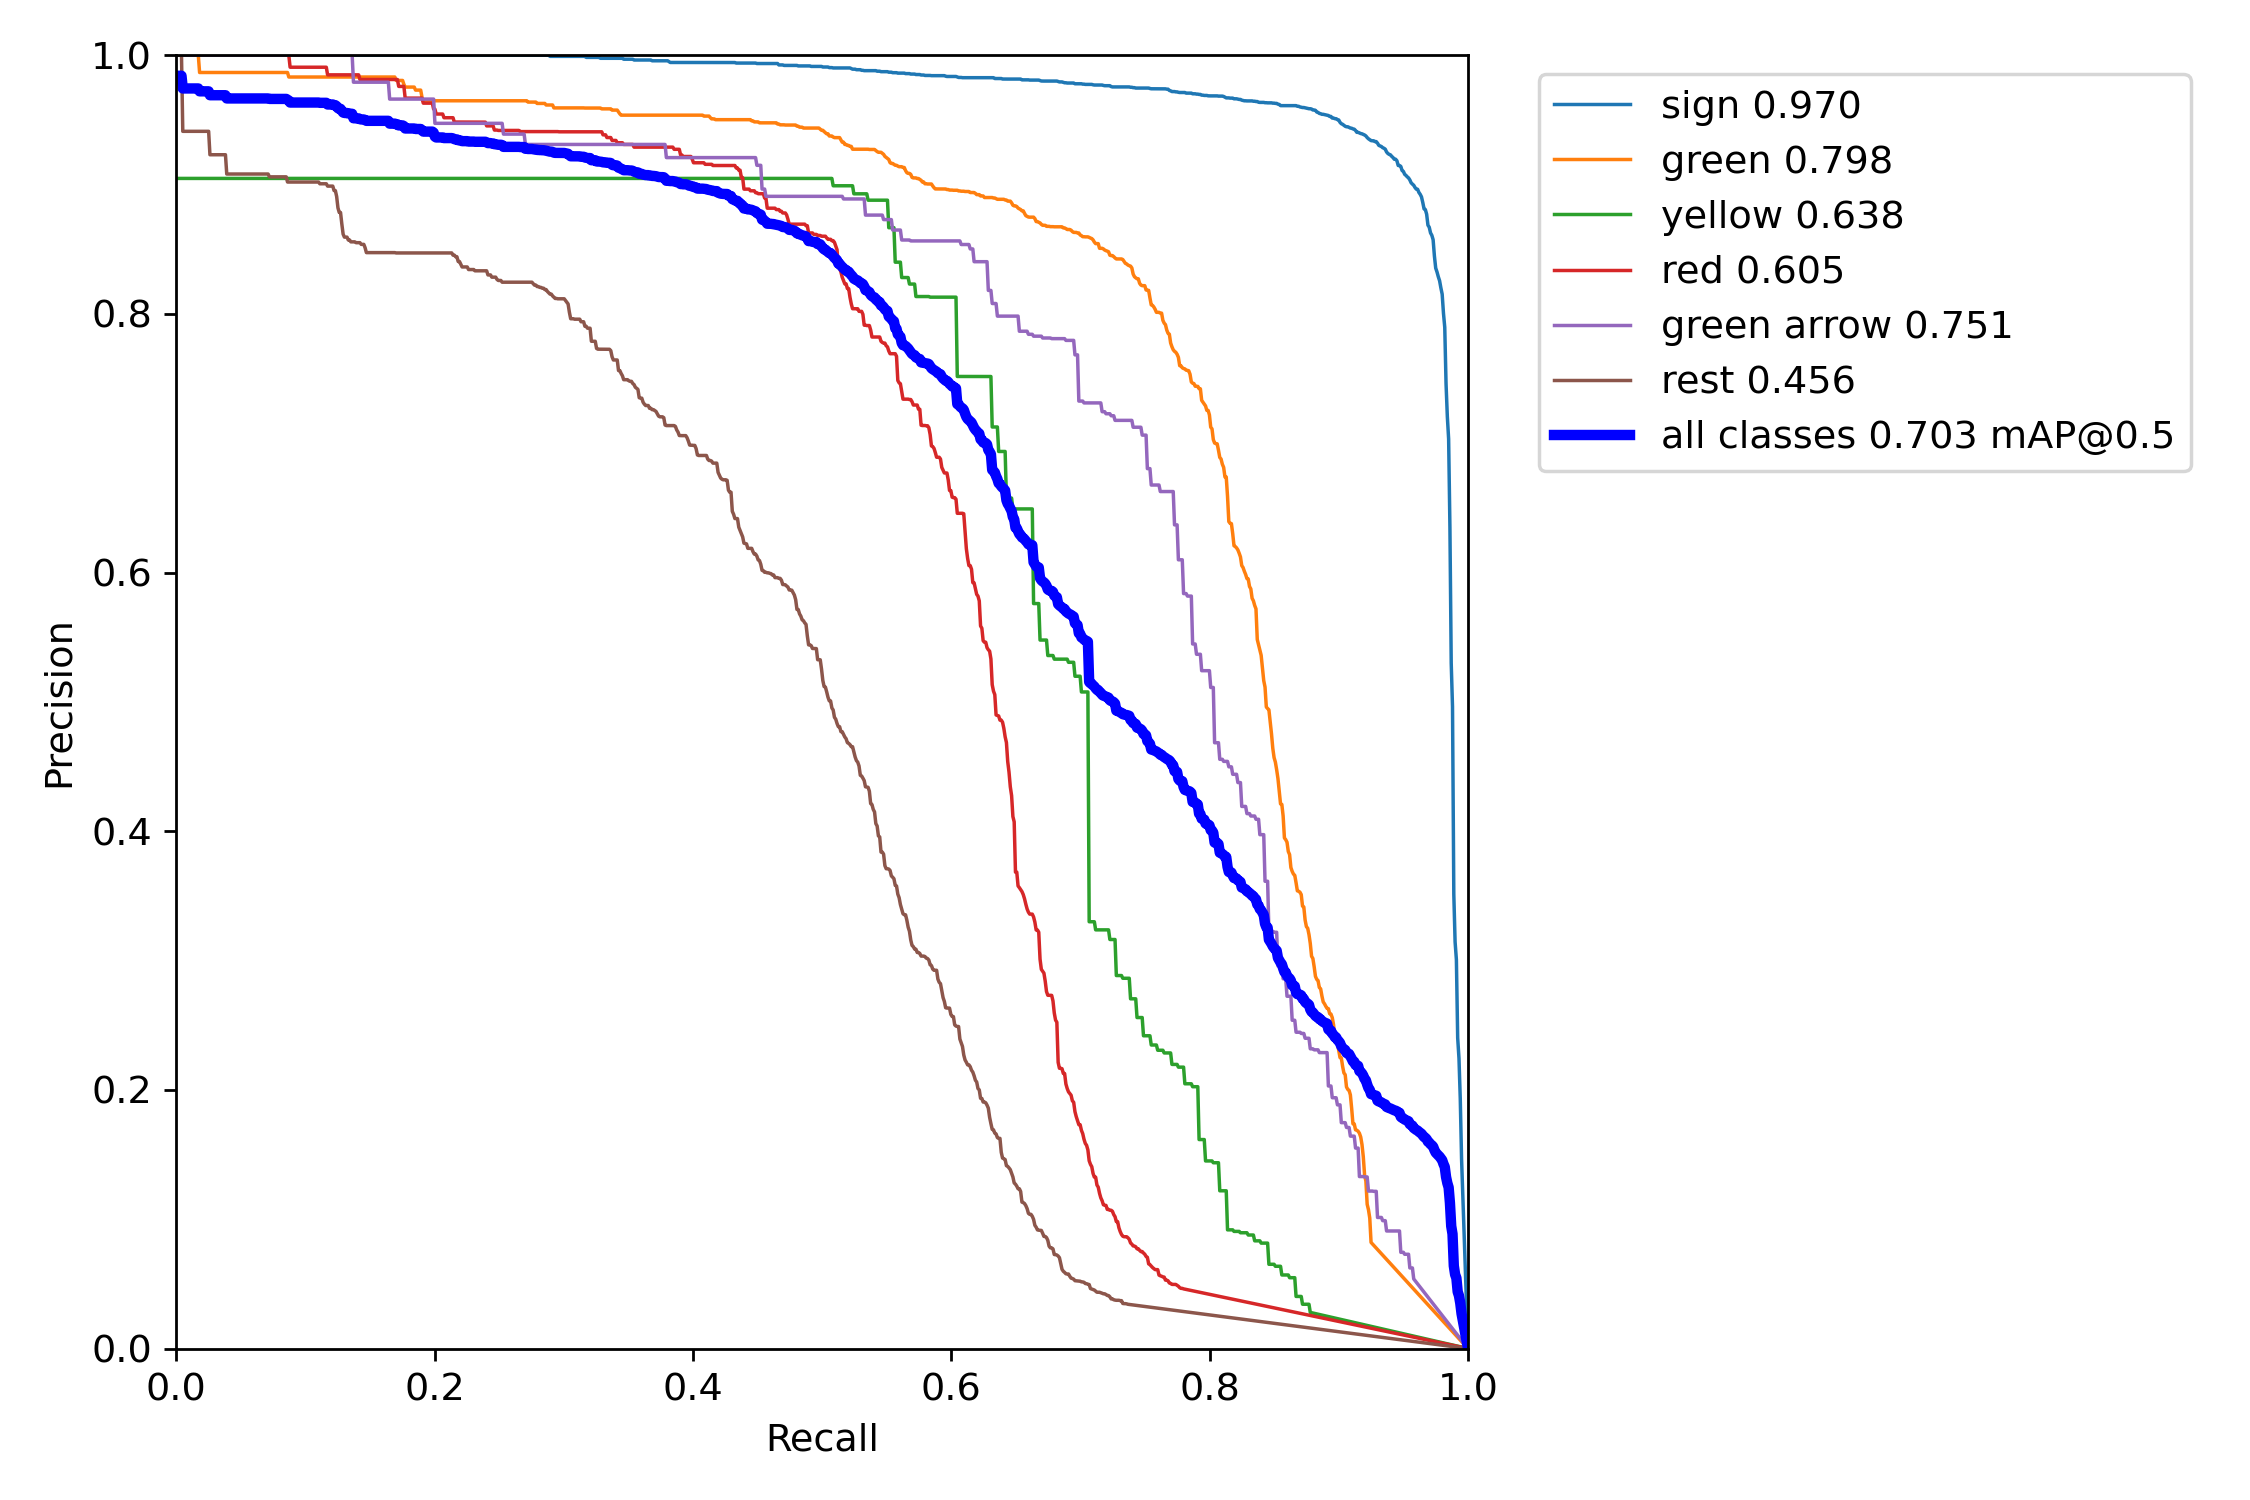 1.0
0.8
0.6
0.4
0.2
0.0
Precision
0.0 0.2 0.4 0.6 0.8 1.0
Recall
sign 0.970
green 0.798
yellow 0.638
red 0.605
green arrow 0.751
rest 0.456
all classes 0.703 mAP@0.5